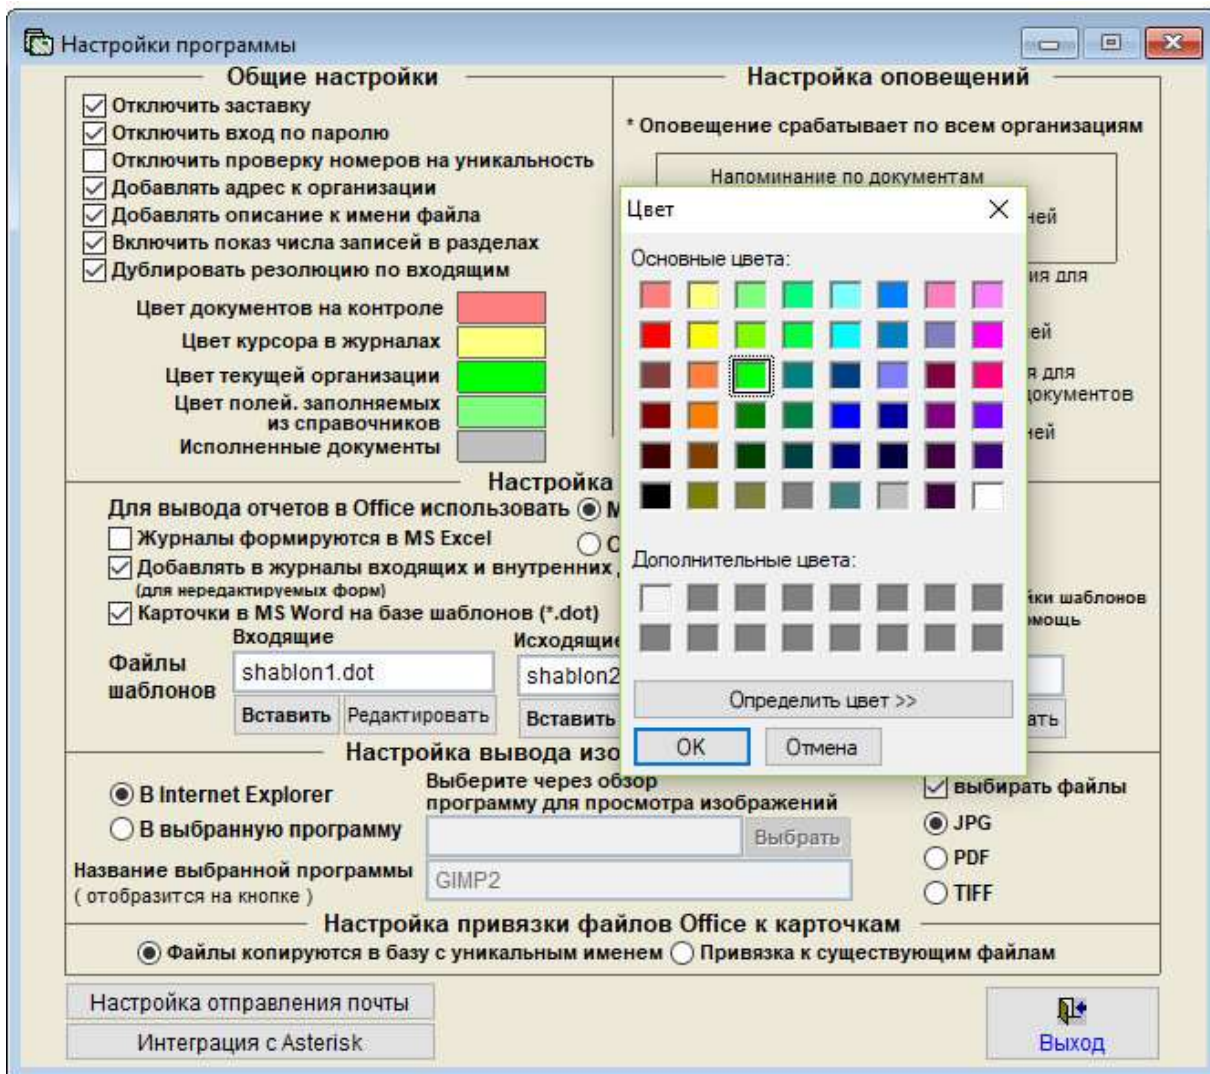 Настройки программы
Общие настройки
Отключить заставку
Отключить вход по паролю
Отключить проверку номеров на уникальность
Добавлять адрес к организации
Добавлять описание к имени файла
Включить показ числа записей в разделах
Дублировать резолюцию по входящим
Цвет документов на контроле
Цвет курсора в журналах
Цвет текущей организации
Цвет полей. заполняемых
из справочников
Исполненные документы
Настройка оповещений
* Оповещение срабатывает по всем организациям
Напоминание по документам
ней
ия для
ей
я для
документов
ней
Цвет
Основные цвета:
Дополнительные цвета:
Определить цвет >>
OK
Отмена
Настройка
Для вывода отчетов в Office использовать
Журналы формируются в MS Excel
Добавлять в журналы входящих и внутренних
(для нередактируемых форм)
Карточки в MS Word на базе шаблонов (*.dot)
йки шаблонов
мощь
Входящие
Исходящие
Файлы
шаблонов
shablon1.dot
shablon2
Вставить
Редактировать
Вставить
ать
Настройка вывода изо
В Internet Explorer
В выбранную программу
Выберите через обзор
программу для просмотра изображений
Выбрать
Название выбранной программы
( отобразится на кнопке )
GIMP2
выбирать файлы
JPG
PDF
TIFF
Настройка привязки файлов Office к карточкам
Файлы копируются в базу с уникальным именем
Привязка к существующим файлам
Настройка отправления почты
Интеграция с Asterisk
Выход